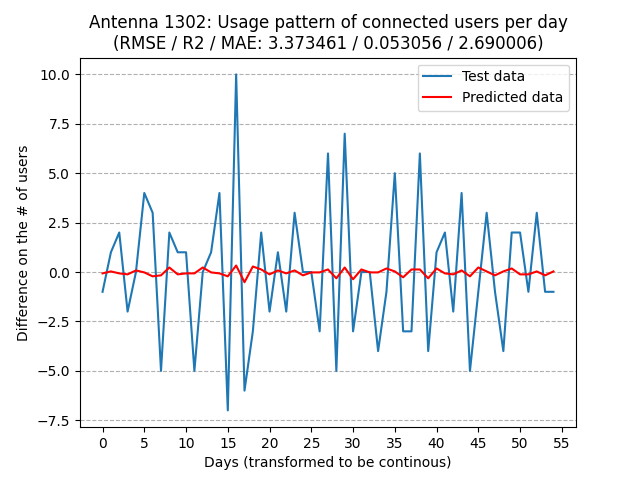 Antenna 1302: Usage pattern of connected users per day
(RMSE / R2 / MAE: 3.373461 / 0.053056 / 2.690006)
Test data
Predicted data
10.0
7.5
5.0
2.5
0.0
−2.5
−5.0
−7.5
Difference on the # of users
0 5 10 15 20 25 30 35 40 45 50 55
Days (transformed to be continous)